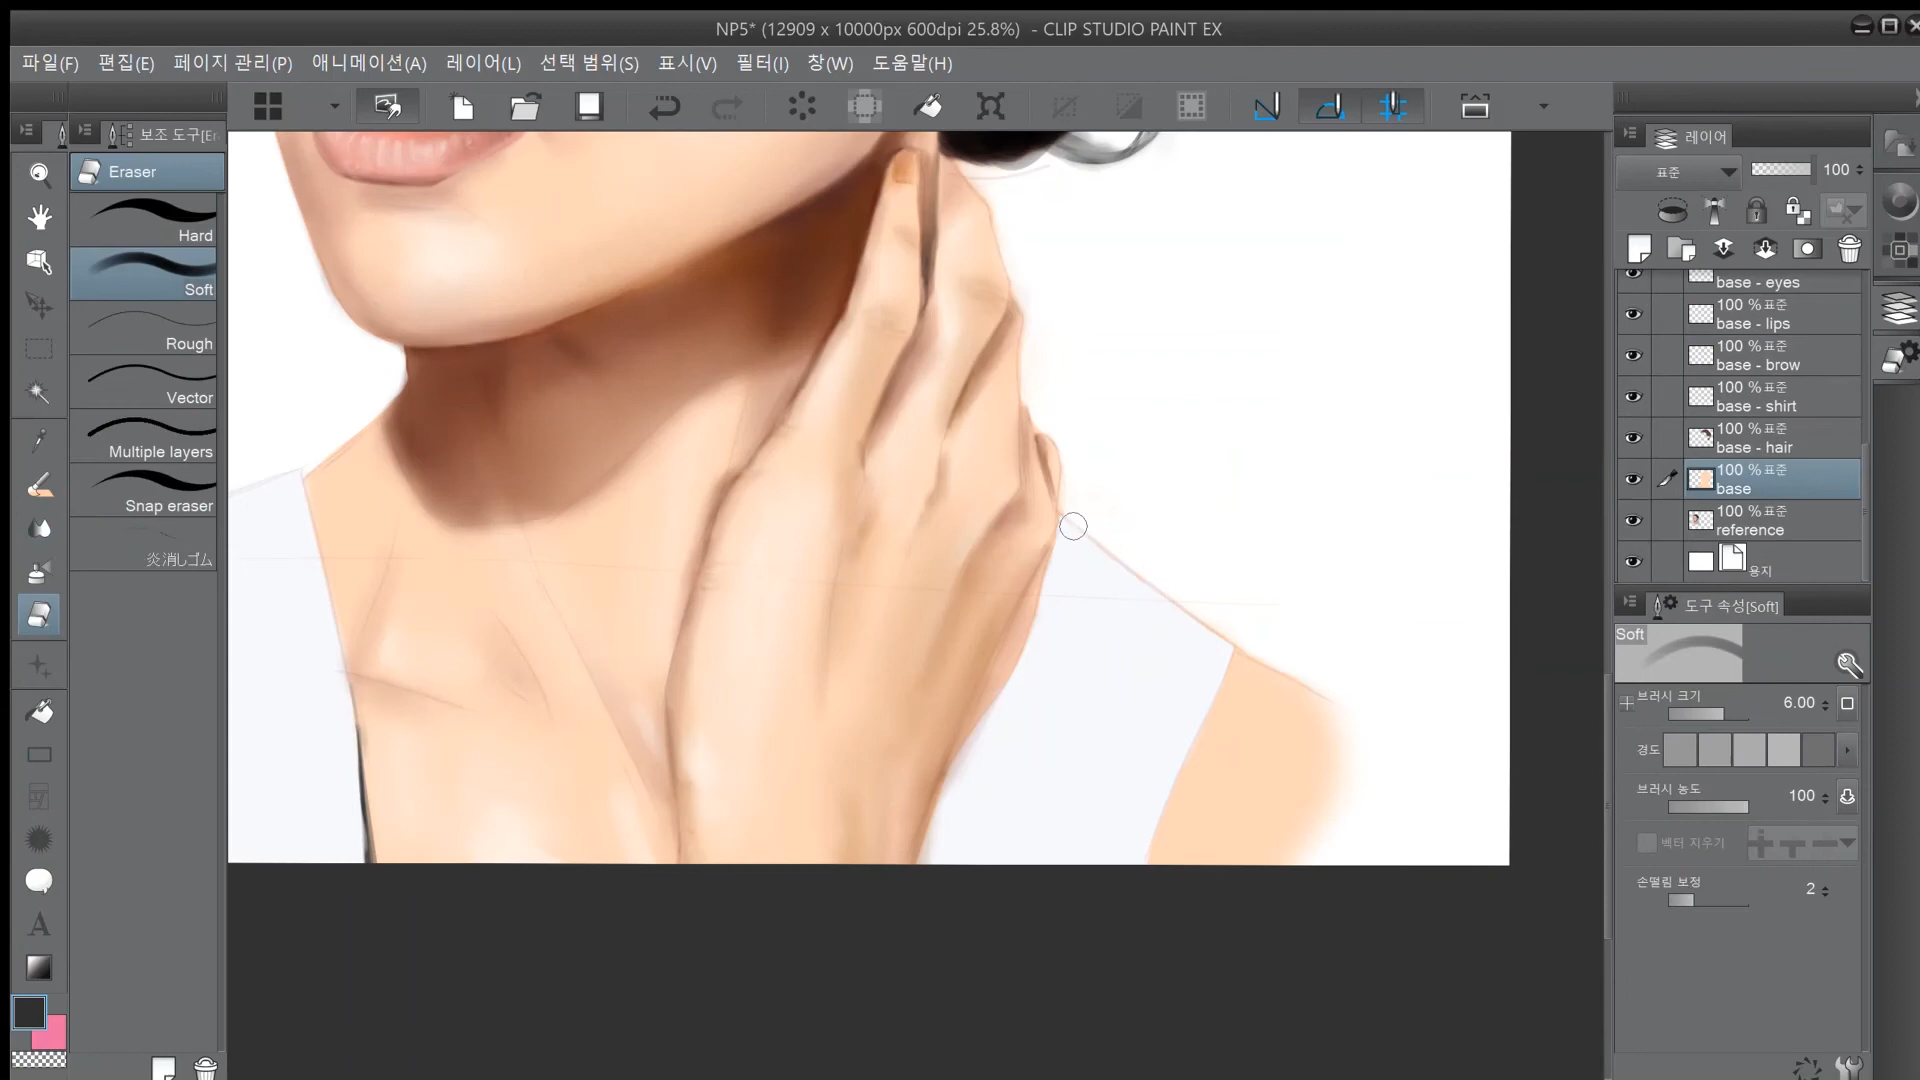 NP5* (12909 x 10000px 600dpi 25.8%) - CLIP STUDIO PAINT EX
파일(F) 편집(E) 페이지 관리(P) 애니메이션(A) 레이어(L) 선택 범위(S) 표시(V) 필터(I) 창(W) 도움말(H)
보조 도구[Er
Eraser
Hard
Soft
Rough
Vector
Multiple layers
Snap eraser
炎消しゴム
레이어
표준 100
base - eyes
100 %표준
base - lips
100 %표준
base - brow
100 %표준
base - shirt
100 %표준
base - hair
100 %표준
base
100 %표준
reference
용지
도구 속성[Soft]
Soft
브러시 크기 6.00
경도
브러시 농도 100
벡터 지우기
손떨림 보정 2